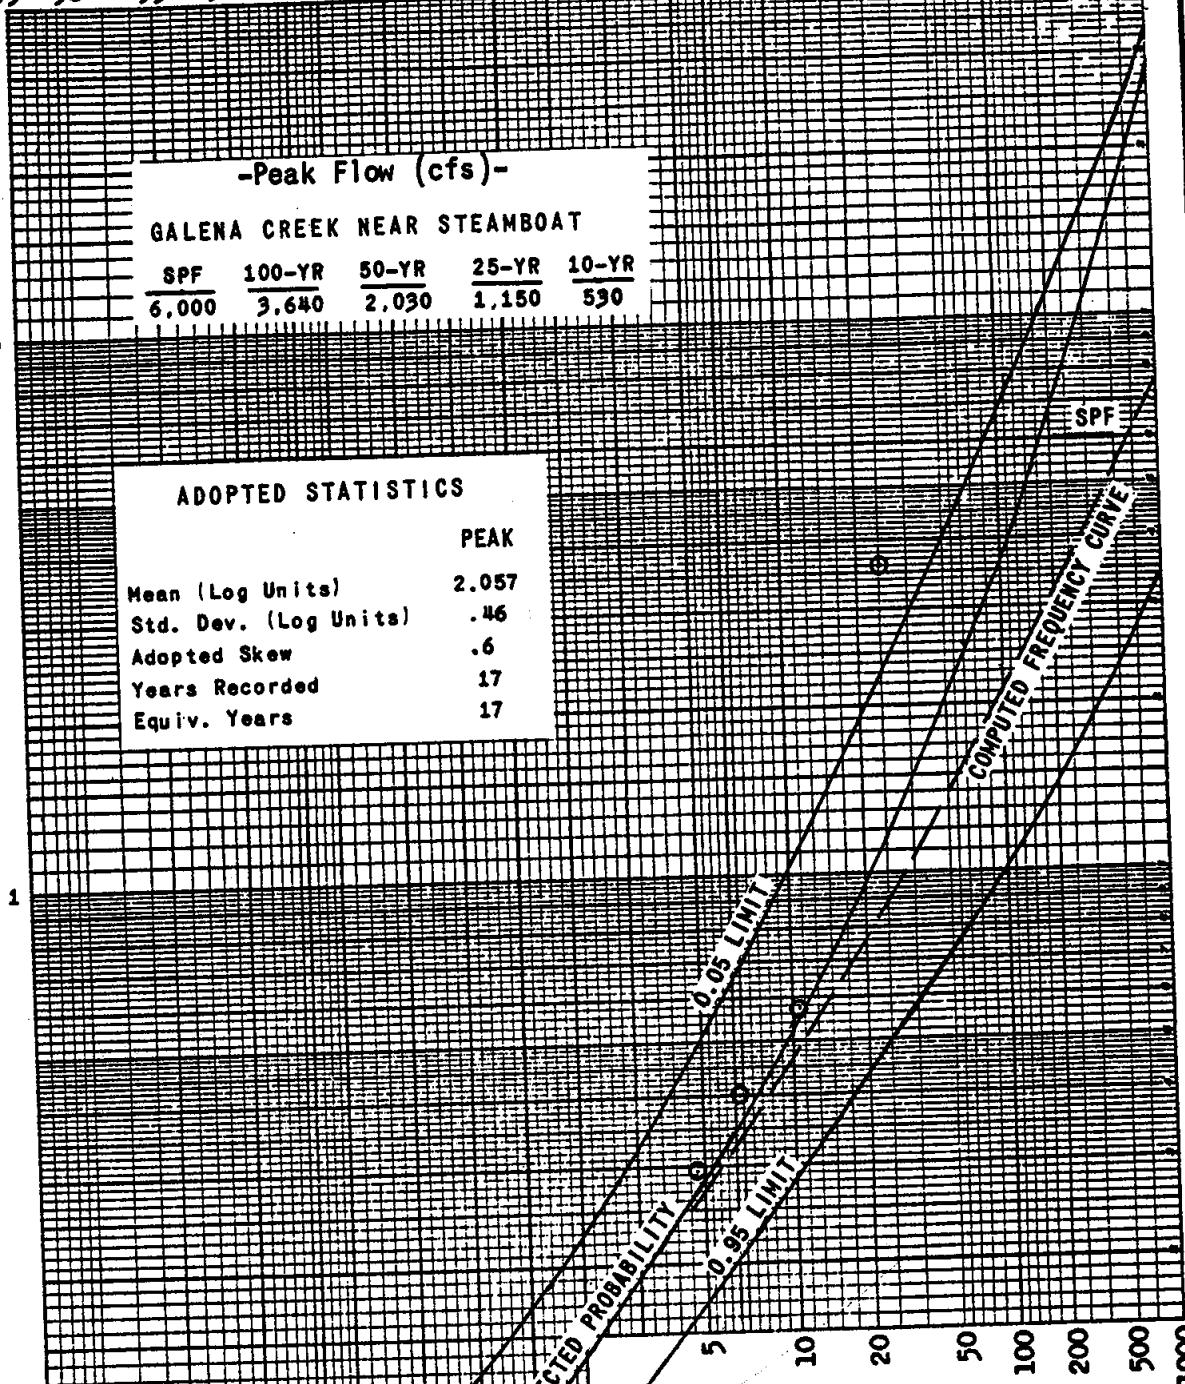 -Peak Flow (cfs)-
GALENA CREEK NEAR STEAMBOAT
SPF 100-YR 50-YR 25-YR 10-YR
6,000 3,640 2,030 1,150 530
SPF
ADOPTED STATISTICS
PEAK
Mean (Log Units) 2.057
Std. Dev. (Log Units) .46
Adopted Skew .6
Years Recorded 17
Equiv. Years 17
COMPUTED FREQUENCY CURVE
1
0.05 LIMIT
0.95 LIMIT
CTED PROBABILITY
5 10 20 50 100 200 500